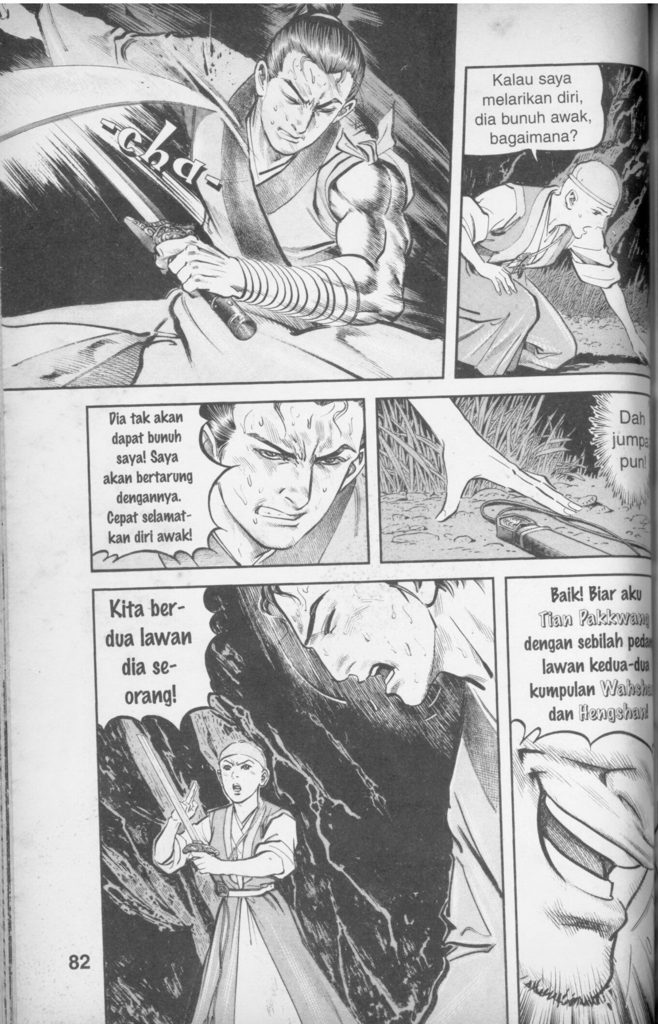 -cha-
Kalau saya
melarikan diri,
dia bunuh awak,
bagaimana?
Dia tak akan
dapat bunuh
saya! Saya
akan bertarung
dengannya.
Cepat selamat-
kan diri awak!
Dah
jumpa
pun!
Kita ber-
dua lawan
dia se-
orang!
Baik! Biar aku
Tian Pakkwang
dengan sebilah
lawan kedua-dua
kumpulan
dan Hengshan!
82